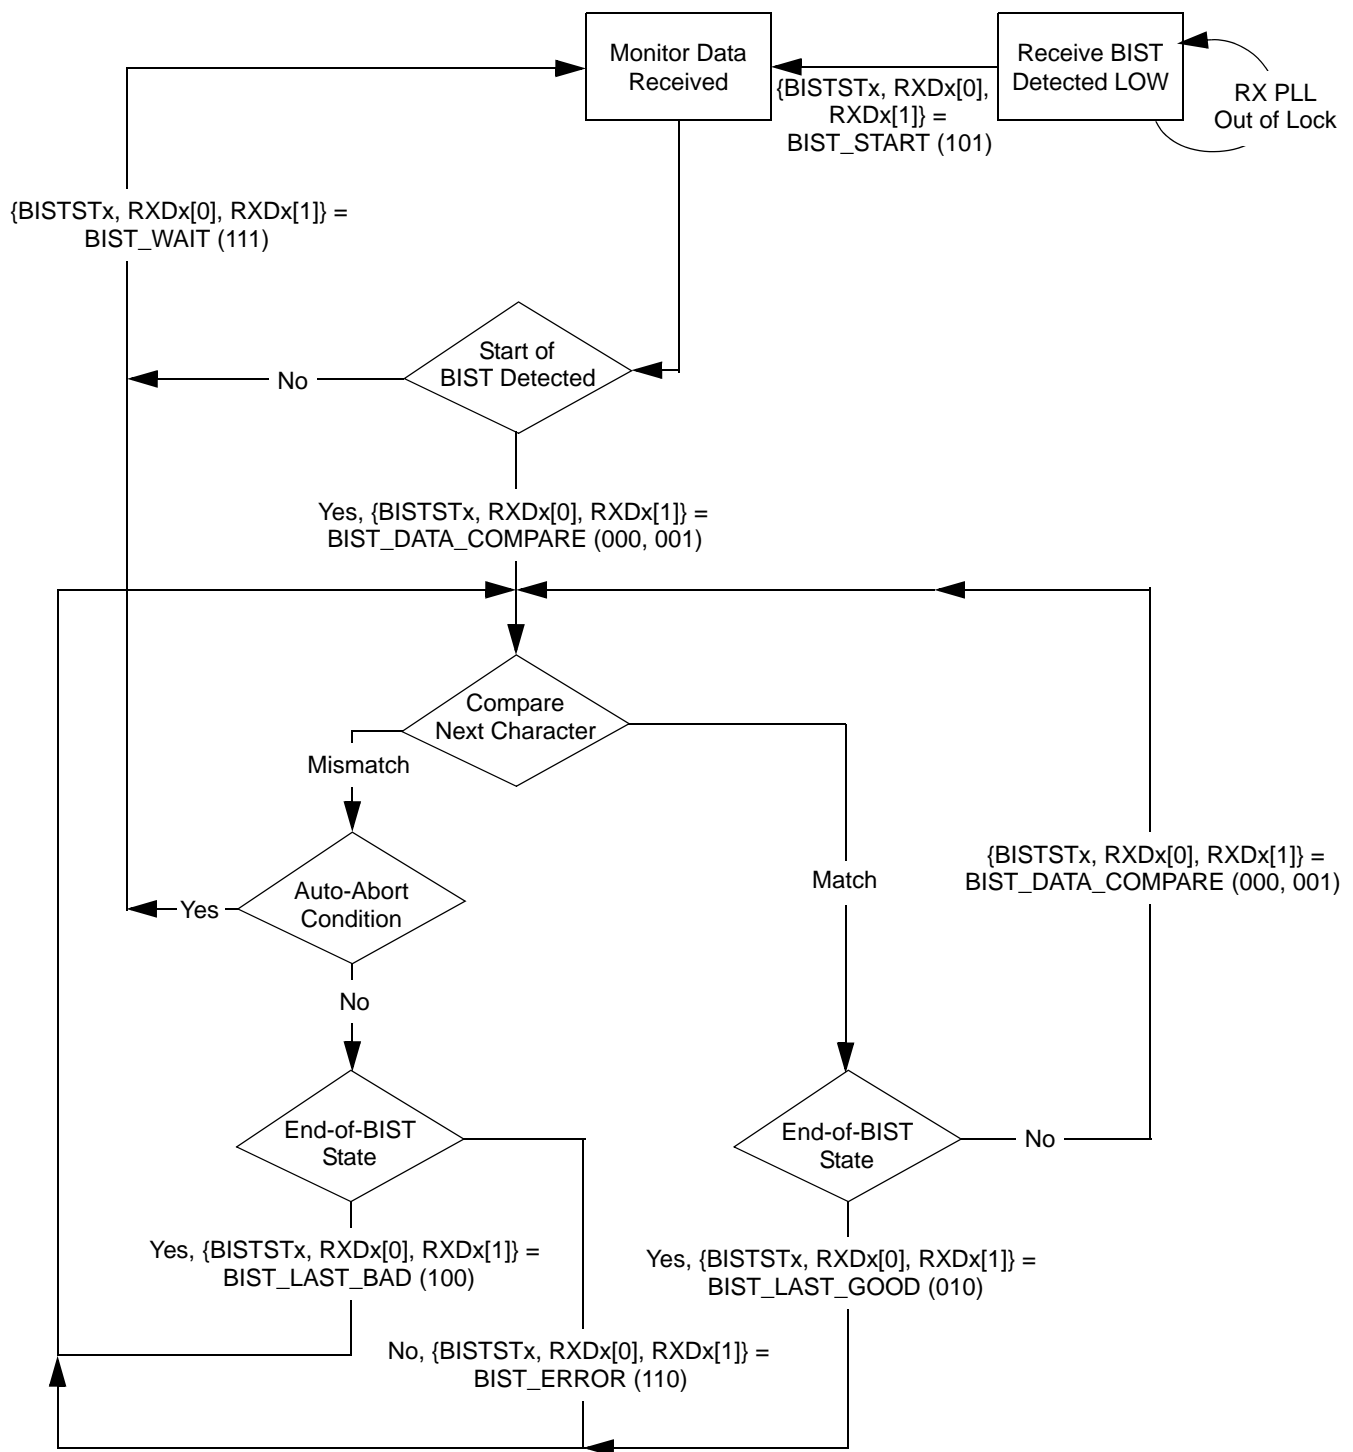 Monitor Data
Received
Receive BIST
Detected LOW
{BISTSTx, RXDx[0],
RXDx[1]} =
BIST_START (101)
RX PLL
Out of Lock
{BISTSTx, RXDx[0], RXDx[1]} =
BIST_WAIT (111)
Start of
BIST Detected
No
Yes, {BISTSTx, RXDx[0], RXDx[1]} =
BIST_DATA_COMPARE (000, 001)
Compare
Next Character
Mismatch
Match
{BISTSTx, RXDx[0], RXDx[1]} =
BIST_DATA_COMPARE (000, 001)
Auto-Abort
Condition
Yes
No
End-of-BIST
State
End-of-BIST
State
No
Yes, {BISTSTx, RXDx[0], RXDx[1]} =
BIST_LAST_BAD (100)
Yes, {BISTSTx, RXDx[0], RXDx[1]} =
BIST_LAST_GOOD (010)
No, {BISTSTx, RXDx[0], RXDx[1]} =
BIST_ERROR (110)